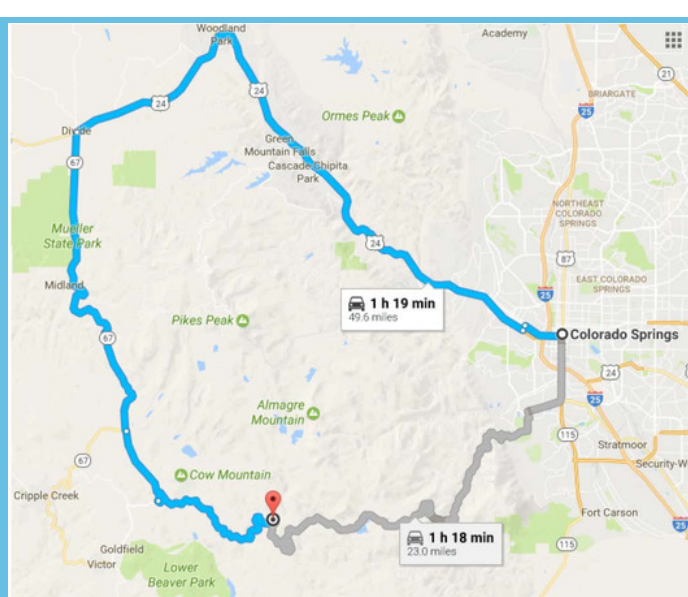 Woodland
Park
Academy
21
24
24
BRIARGATE
25
Ormes Peak
Divide
Green
Mountain Falls
Cascade-Chipita
Park
67
NORTHEAST
COLORADO
SPRINGS
Mueller
State Park
24
87
EAST COLORADO
SPRINGS
Midland
25
1 h 19 min
49.6 miles
Pikes Peak
67
Colorado Springs
24
25
Almagre
Mountain
115
Stratmoor
67
Cow Mountain
Security-W
Cripple Creek
Fort Carson
25
1 h 18 min
23.0 miles
115
Goldfield
Victor
Lower
Beaver Park